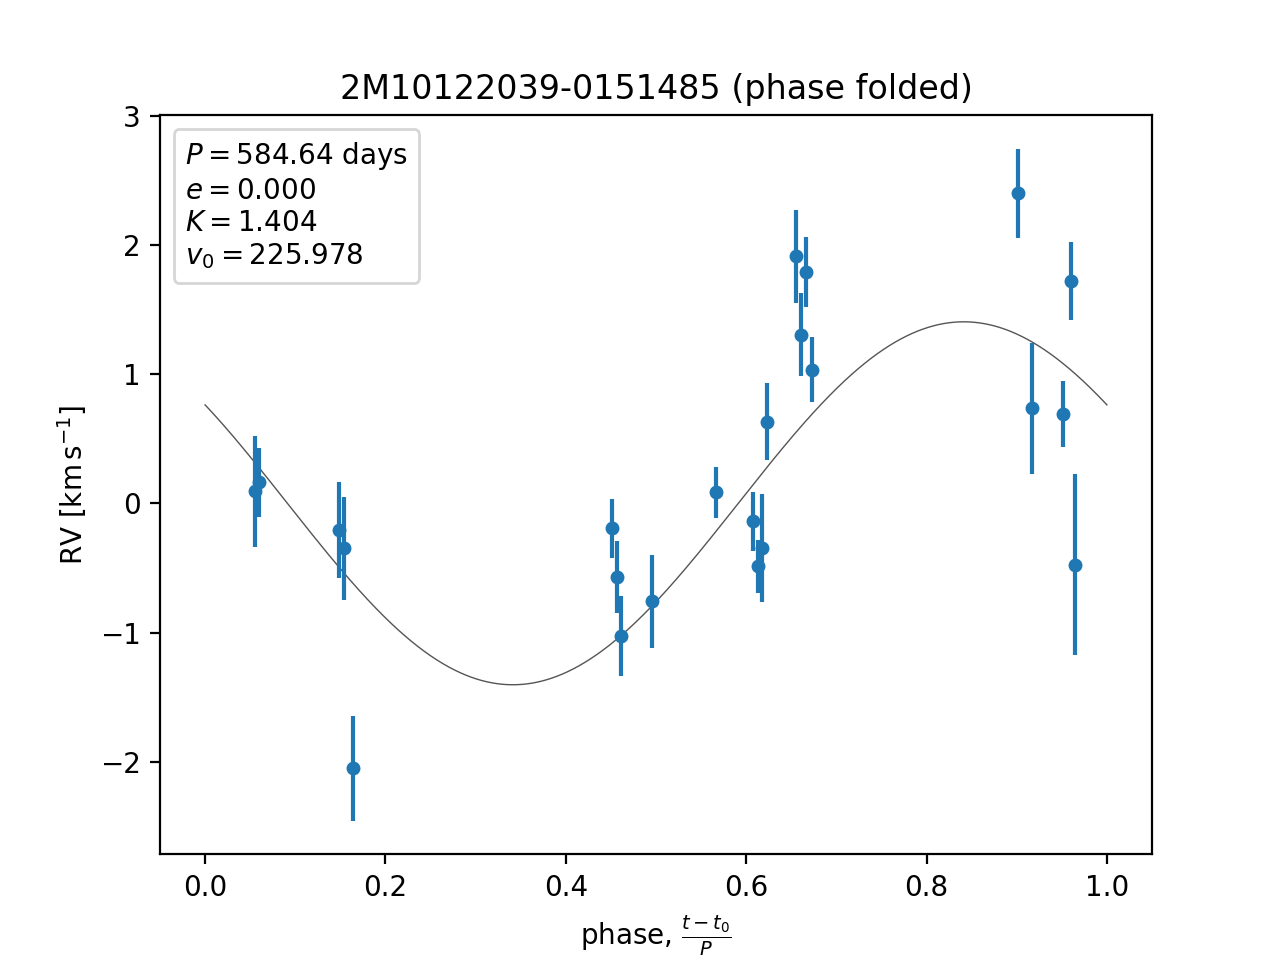 2M10122039-0151485 (phase folded)
P = 584.64 days
e = 0.000
K = 1.404
v₀ = 225.978
3
2
1
0
−1
−2
RV [km s⁻¹]
0.0 0.2 0.4 0.6 0.8 1.0
phase, (t − t₀)/P